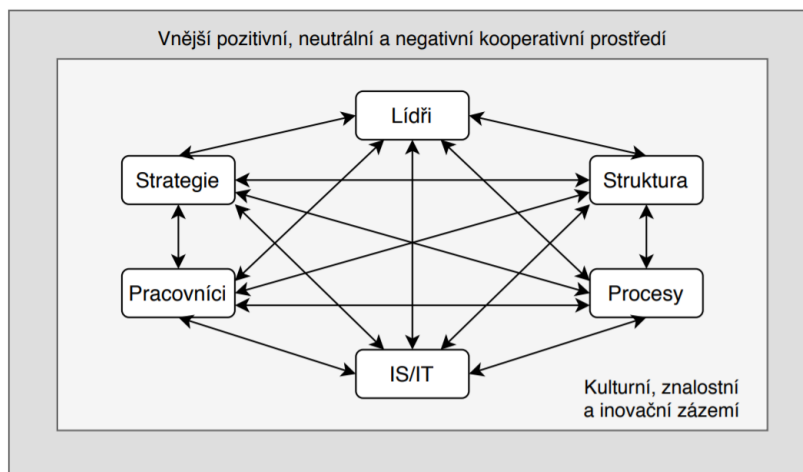 Vnější pozitivní, neutrální a negativní kooperativní prostředí
Lídři
Strategie
Struktura
Pracovníci
Procesy
IS/IT
Kulturní, znalostní
a inovační zázemí